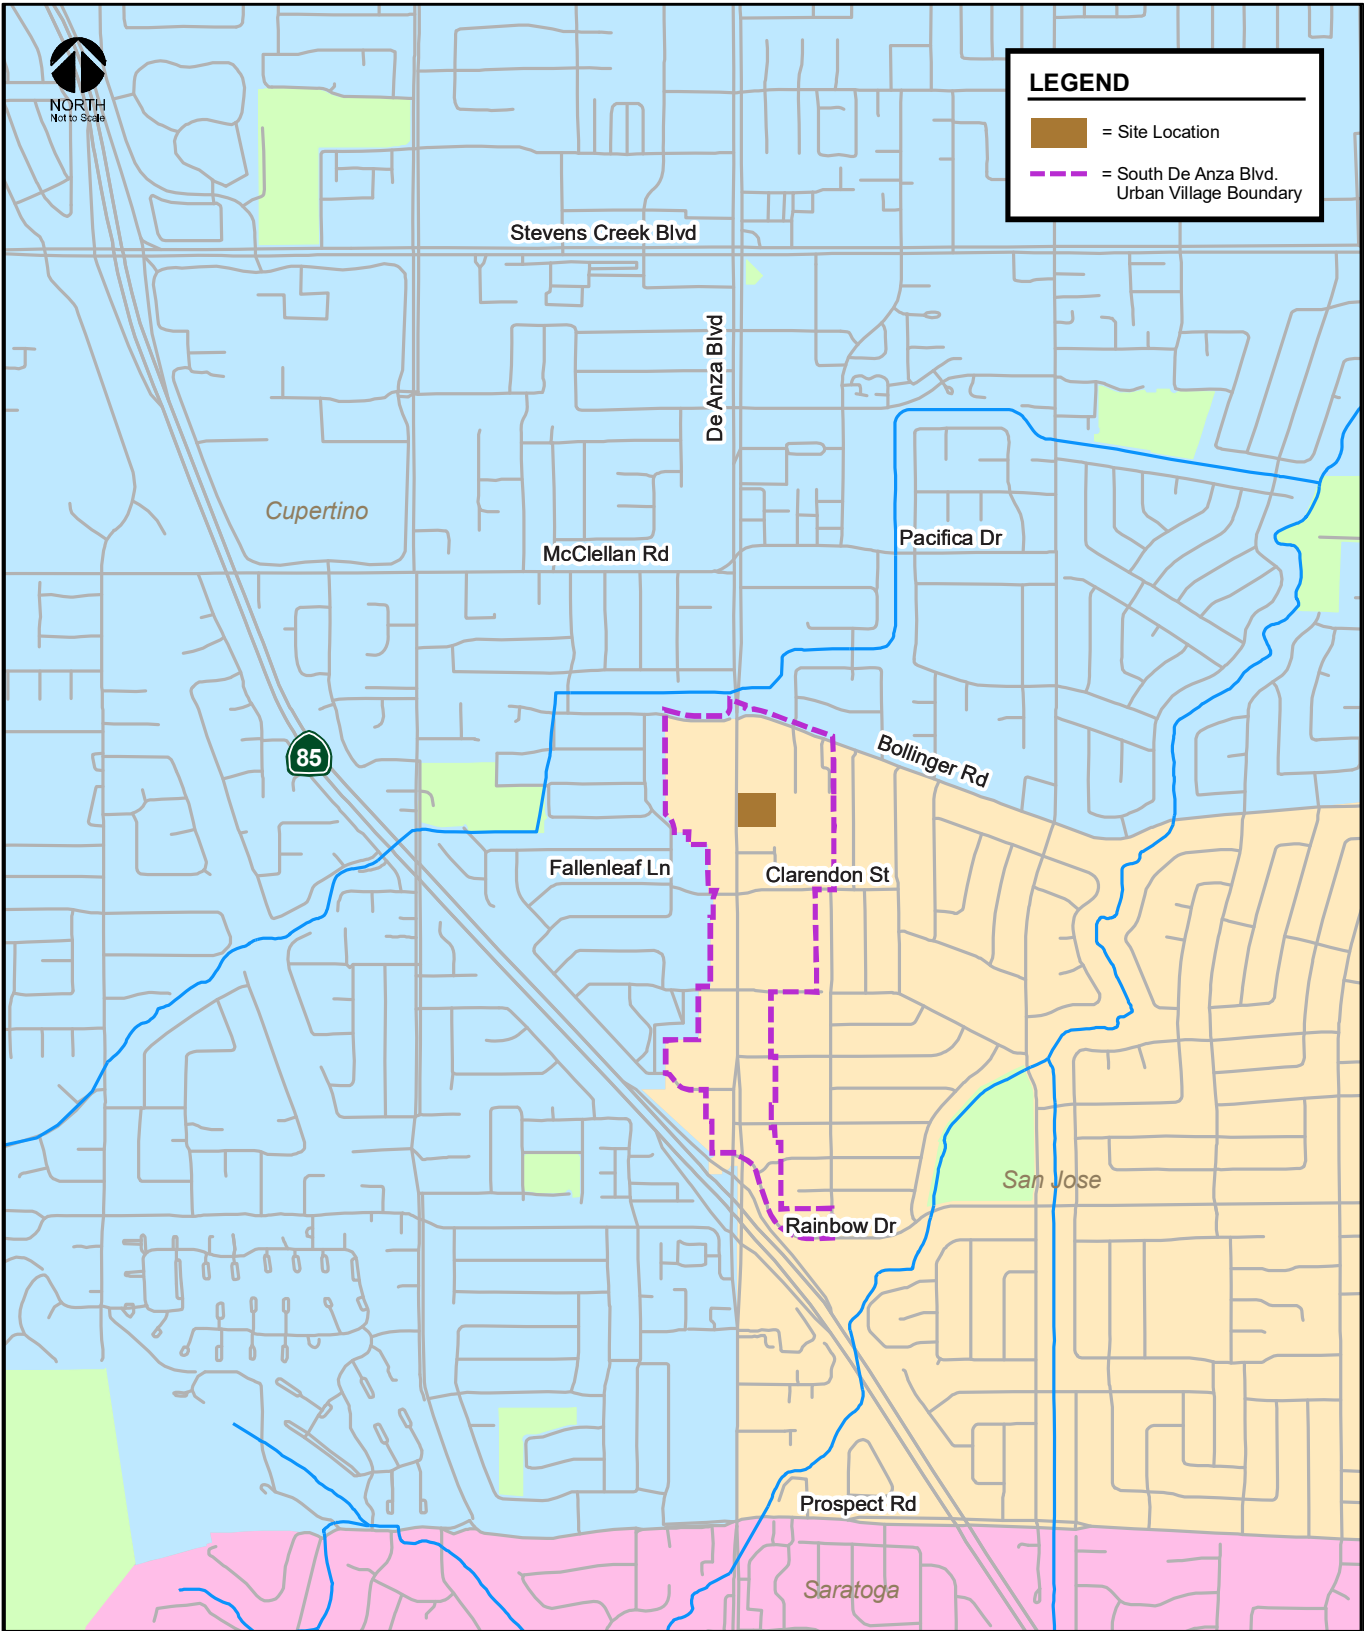 NORTH
Not to Scale
LEGEND
= Site Location
= South De Anza Blvd.
Urban Village Boundary
Stevens Creek Blvd
De Anza Blvd
Cupertino
McClellan Rd
Pacifica Dr
85
Bollinger Rd
Fallenleaf Ln
Clarendon St
San Jose
Rainbow Dr
Prospect Rd
Saratoga